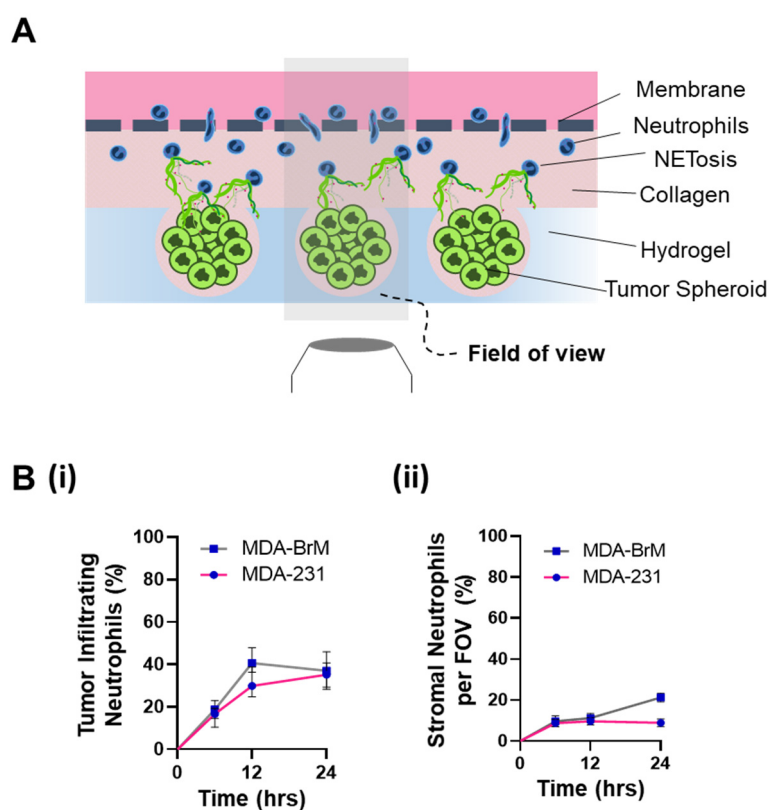 A
Membrane
Neutrophils
NETosis
Collagen
Hydrogel
Tumor Spheroid
Field of view
B (i)
Tumor Infiltrating
Neutrophils (%)
100
80
60
40
20
0
MDA-BrM
MDA-231
0 12 24
Time (hrs)
(ii)
Stromal Neutrophils
per FOV (%)
100
80
60
40
20
0
MDA-BrM
MDA-231
0 12 24
Time (hrs)